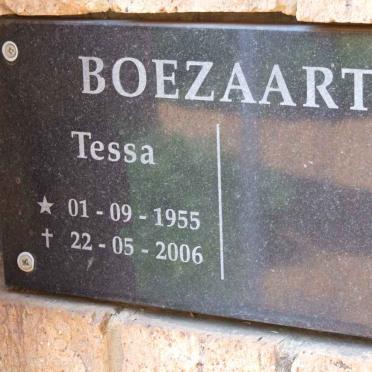 BOEZAART
Tessa
★ 01 - 09 - 1955
✝ 22 - 05 - 2006